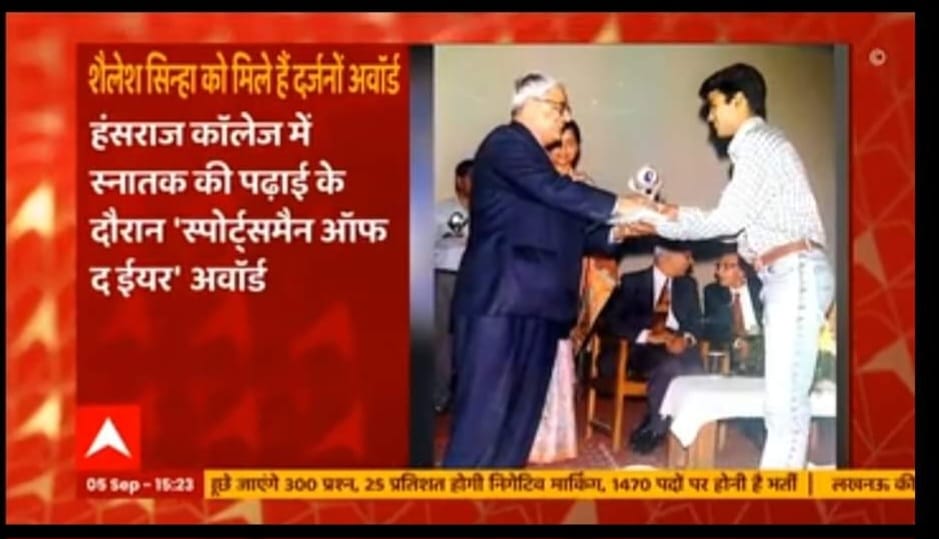 शैलेश सिन्हा को मिले हैं दर्जनों अवॉर्ड
हंसराज कॉलेज में
स्नातक की पढ़ाई के
दौरान 'स्पोर्ट्समैन ऑफ
द ईयर' अवॉर्ड
©
05 Sep - 15:23
पूछे जाएंगे 300 प्रश्न, 25 प्रतिशत होगी निगेटिव मार्किंग, 1470 पदों पर होनी है भर्ती | लखनऊ की